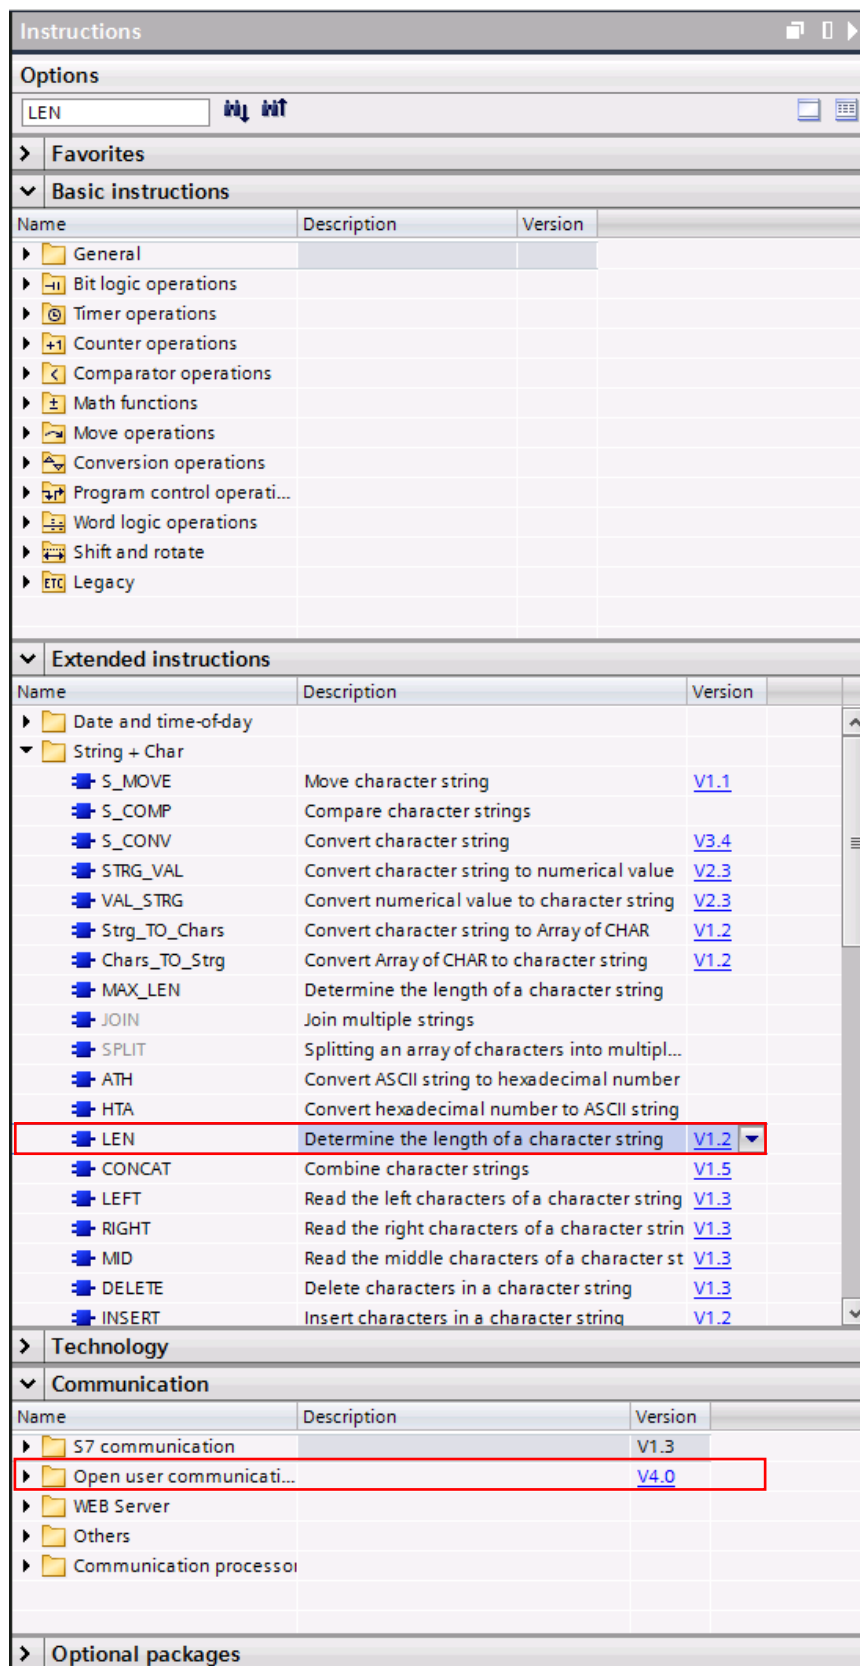 Instructions
Options
LEN
Favorites
Basic instructions
Name Description Version
General
Bit logic operations
Timer operations
+1 Counter operations
Comparator operations
Math functions
Move operations
Conversion operations
Program control operati...
Word logic operations
Shift and rotate
ETC Legacy
Extended instructions
Name Description Version
Date and time-of-day
String + Char
S_MOVE Move character string V1.1
S_COMP Compare character strings
S_CONV Convert character string V3.4
STRG_VAL Convert character string to numerical value V2.3
VAL_STRG Convert numerical value to character string V2.3
Strg_TO_Chars Convert character string to Array of CHAR V1.2
Chars_TO_Strg Convert Array of CHAR to character string V1.2
MAX_LEN Determine the length of a character string
JOIN Join multiple strings
SPLIT Splitting an array of characters into multipl...
ATH Convert ASCII string to hexadecimal number
HTA Convert hexadecimal number to ASCII string
LEN Determine the length of a character string V1.2
CONCAT Combine character strings V1.5
LEFT Read the left characters of a character string V1.3
RIGHT Read the right characters of a character strin V1.3
MID Read the middle characters of a character st V1.3
DELETE Delete characters in a character string V1.3
INSERT Insert characters in a character string V1.2
Technology
Communication
Name Description Version
S7 communication V1.3
Open user communicati... V4.0
WEB Server
Others
Communication processor
Optional packages